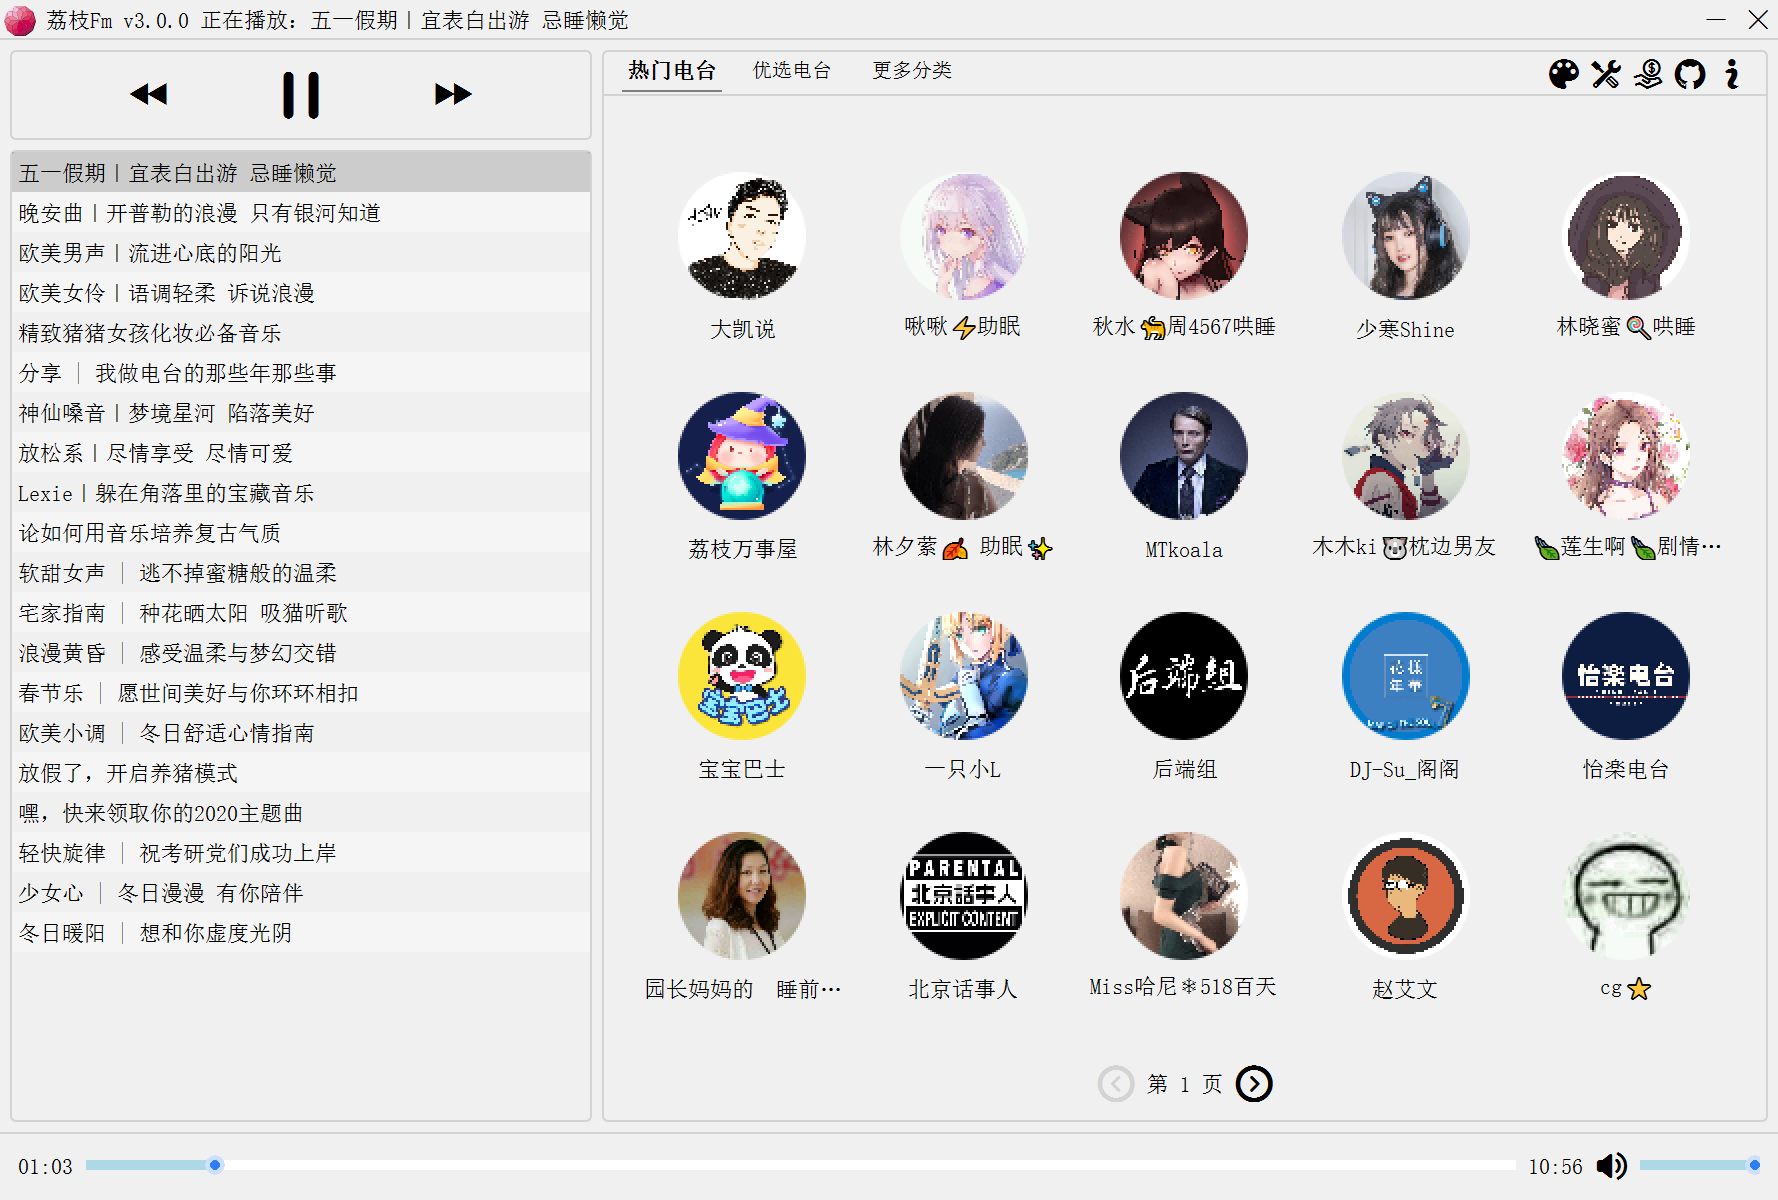 荔枝Fm v3.0.0 正在播放：五一假期丨宜表白出游 忌睡懒觉
热门电台 优选电台 更多分类
五一假期丨宜表白出游 忌睡懒觉
晚安曲丨开普勒的浪漫 只有银河知道
欧美男声丨流进心底的阳光
欧美女伶丨语调轻柔 诉说浪漫
精致猪猪女孩化妆必备音乐
分享 ｜ 我做电台的那些年那些事
神仙嗓音丨梦境星河 陷落美好
放松系丨尽情享受 尽情可爱
Lexie丨躲在角落里的宝藏音乐
论如何用音乐培养复古气质
软甜女声 ｜ 逃不掉蜜糖般的温柔
宅家指南 ｜ 种花晒太阳 吸猫听歌
浪漫黄昏 ｜ 感受温柔与梦幻交错
春节乐 ｜ 愿世间美好与你环环相扣
欧美小调 ｜ 冬日舒适心情指南
放假了，开启养猪模式
嘿，快来领取你的2020主题曲
轻快旋律 ｜ 祝考研党们成功上岸
少女心 ｜ 冬日漫漫 有你陪伴
冬日暖阳 ｜ 想和你虚度光阴
大凯说
啾啾⚡助眠
秋水🐅周4567哄睡
少寒Shine
林晓蜜🍭哄睡
荔枝万事屋
林夕萦🍂 助眠✨
MTkoala
木木ki🐨枕边男友
🍃莲生啊🍃剧情…
宝宝巴士
宝宝巴士
一只小L
后端组
后端组
DJ-Su_阁阁
怡楽电台
怡楽电台
园长妈妈的　睡前…
PARENTAL
北京話事人
EXPLICIT CONTENT
北京话事人
Miss哈尼❄518百天
赵艾文
cg⭐
第 1 页
01:03
10:56